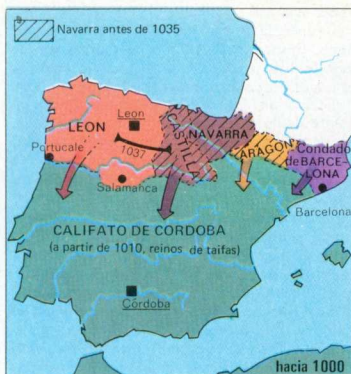 a
Navarra antes de 1035
LEON
Leon
CASTILLA
NAVARRA
ARAGON
Condado
de BARCE-
LONA
Portucale
1037
Salamanca
Barcelona
CALIFATO DE CORDOBA
(a partir de 1010, reinos de taifas)
Córdoba
hacia 1000